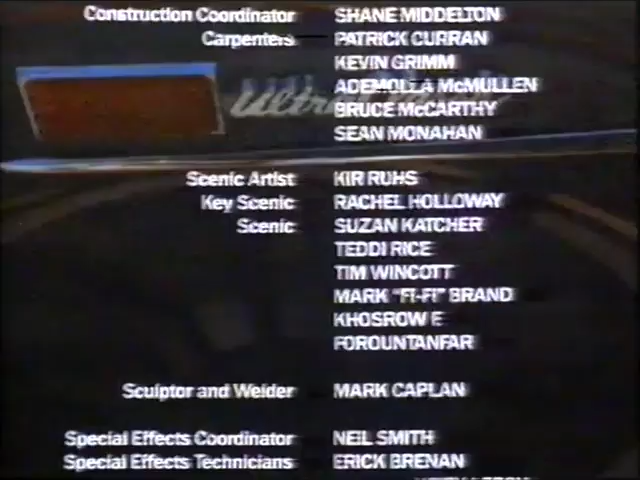 Construction Coordinator SHANE MIDDELTON
Carpenters PATRICK CURRAN
KEVIN GRIMM
ADEMOLLA McMULLEN
BRUCE McCARTHY
SEAN MONAHAN
Scenic Artist KIR RUHS
Key Scenic RACHEL HOLLOWAY
Scenic SUZAN KATCHER
TEDDI RICE
TIM WINCOTT
MARK "FI-FI" BRAND
KHOSROW E
FOROUNTANFAR
Sculptor and Welder MARK CAPLAN
Special Effects Coordinator NEIL SMITH
Special Effects Technicians ERICK BRENAN